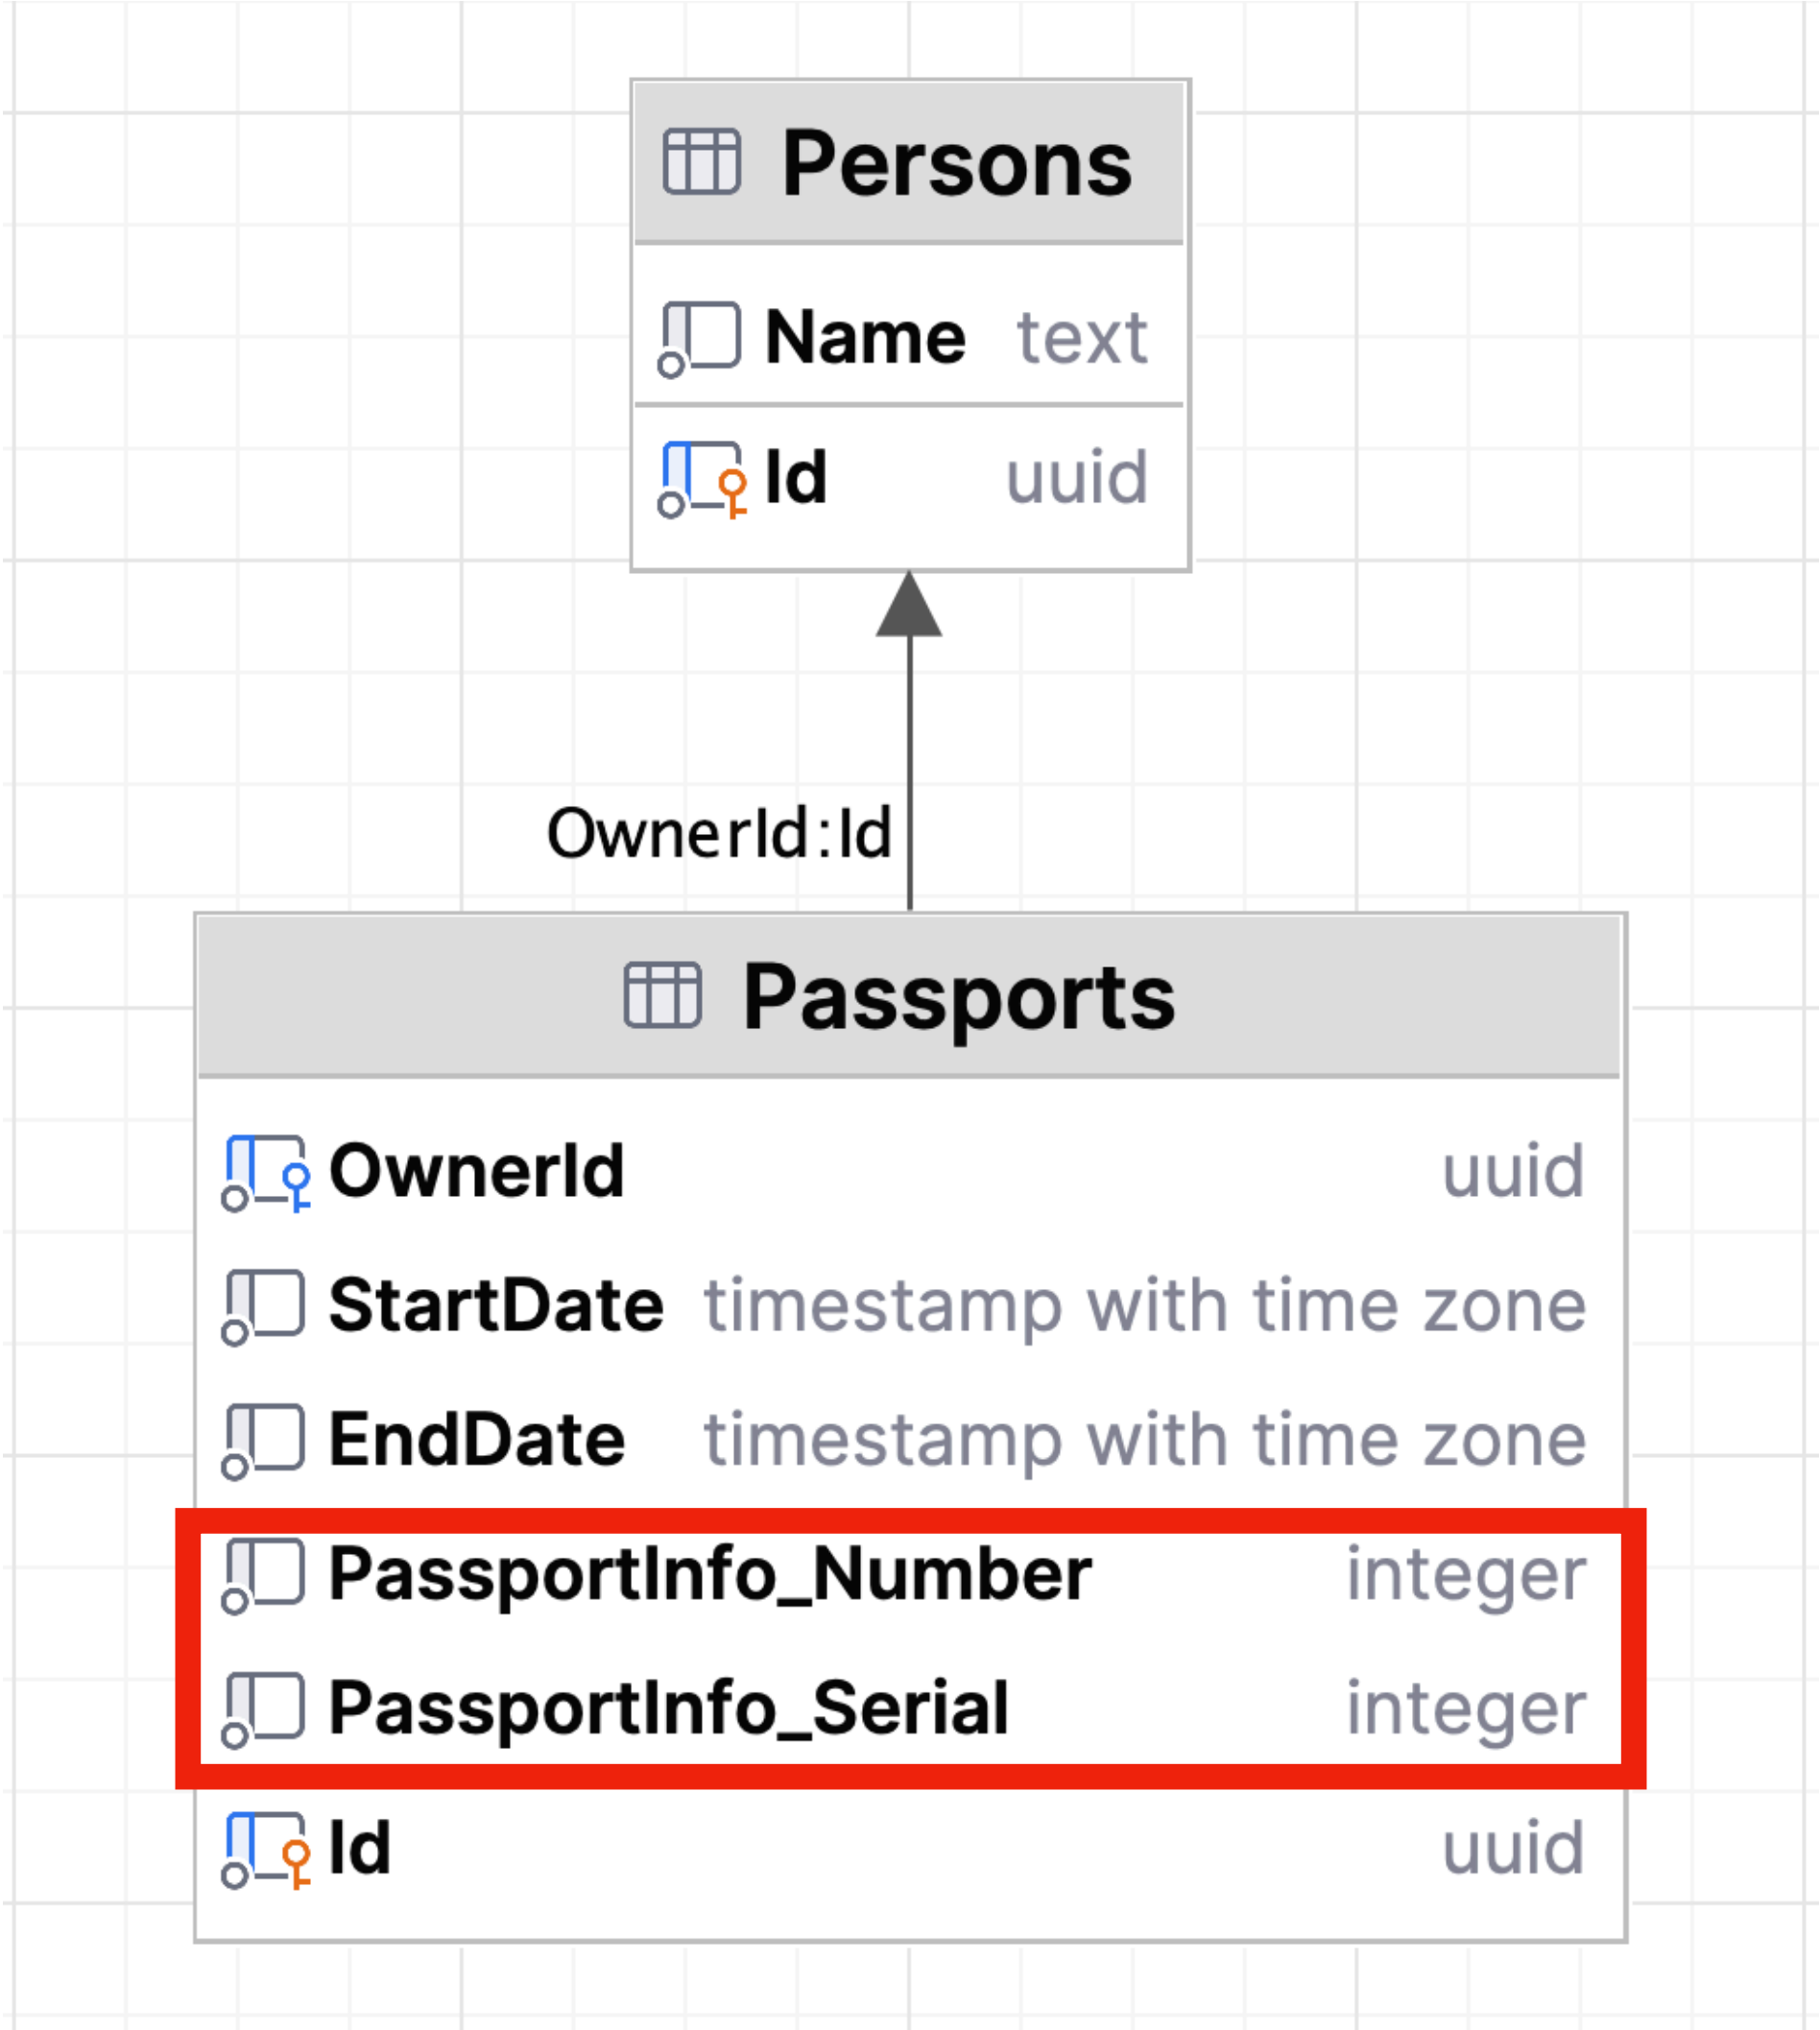 Persons
Name text
Id uuid
OwnerId:Id
Passports
OwnerId uuid
StartDate timestamp with time zone
EndDate timestamp with time zone
PassportInfo_Number integer
PassportInfo_Serial integer
Id uuid